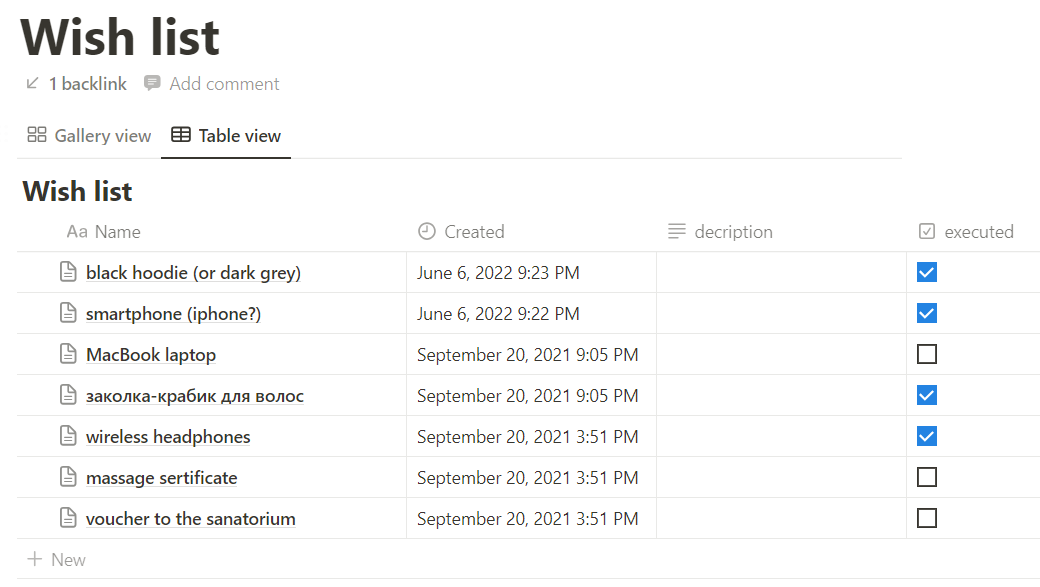 Wish list
1 backlink Add comment
Gallery view Table view
Wish list
Aa Name Created decription executed
black hoodie (or dark grey) June 6, 2022 9:23 PM
smartphone (iphone?) June 6, 2022 9:22 PM
MacBook laptop September 20, 2021 9:05 PM
заколка-крабик для волос September 20, 2021 9:05 PM
wireless headphones September 20, 2021 3:51 PM
massage sertificate September 20, 2021 3:51 PM
voucher to the sanatorium September 20, 2021 3:51 PM
+ New